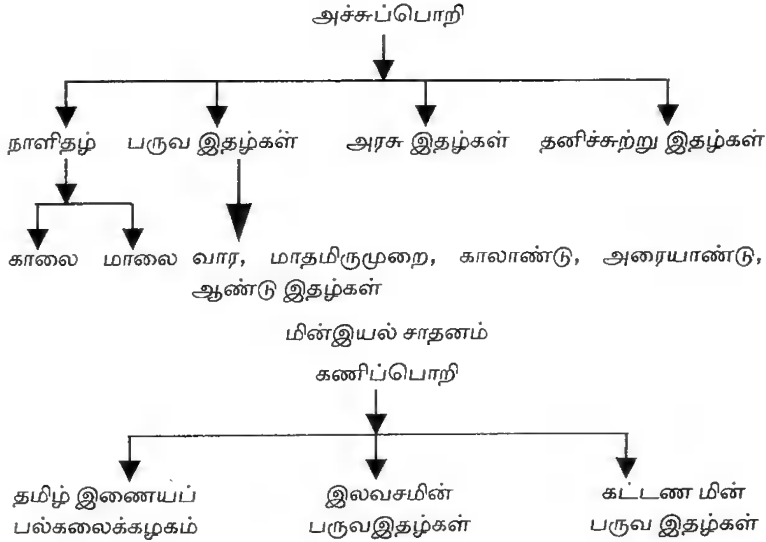 அச்சுப்பொறி
நாளிதழ் பருவ இதழ்கள் அரசு இதழ்கள் தனிச்சுற்று இதழ்கள்
காலை மாலை வார, மாதமிருமுறை, காலாண்டு, அரையாண்டு,
ஆண்டு இதழ்கள்
மின்இயல் சாதனம்
கணிப்பொறி
தமிழ் இணையப் இலவசமின் கட்டண மின்
பல்கலைக்கழகம் பருவஇதழ்கள் பருவ இதழ்கள்